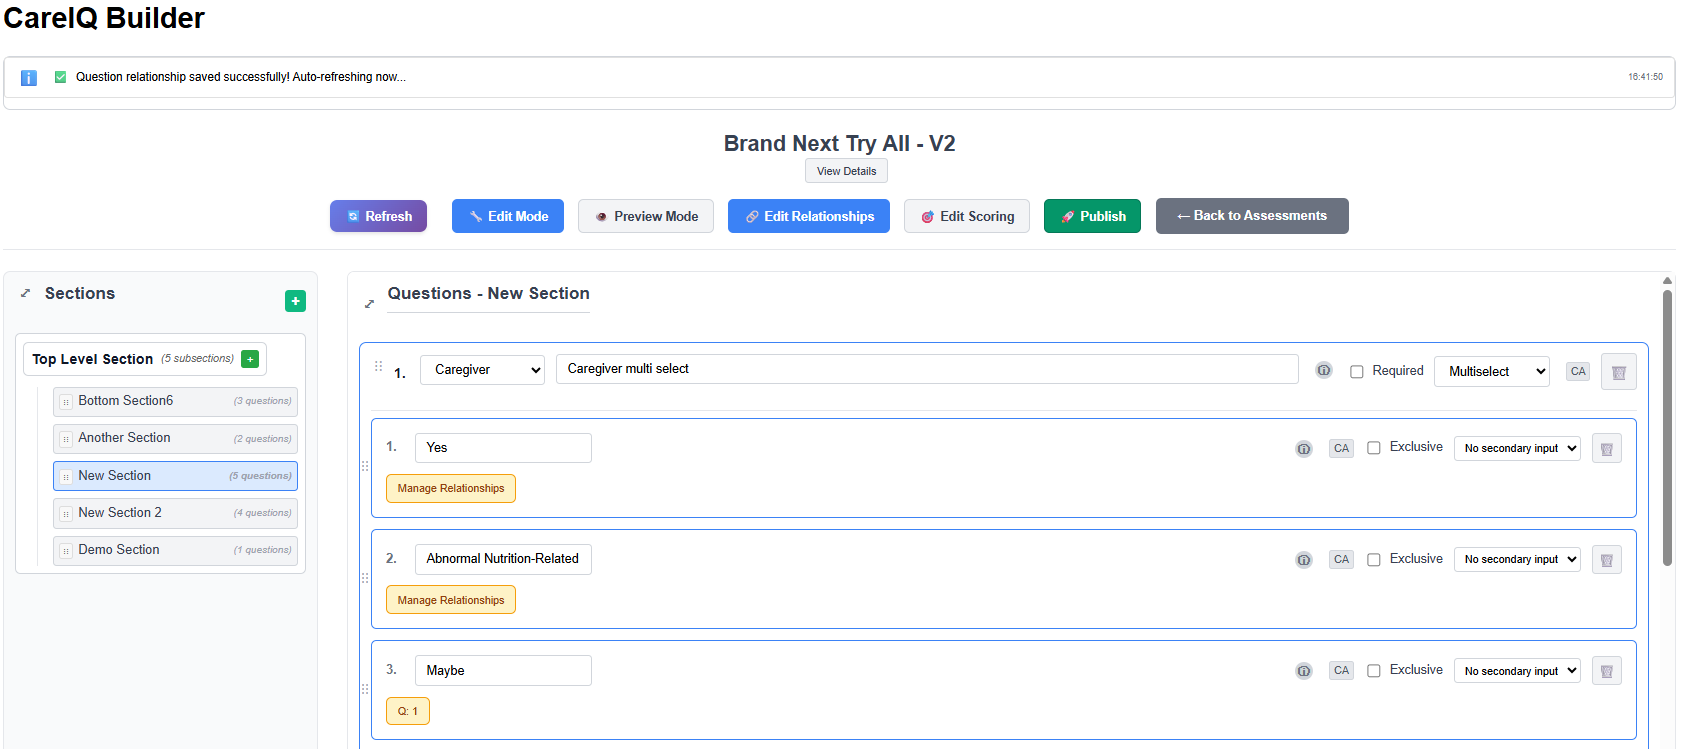 CareIQ Builder
Question relationship saved successfully! Auto-refreshing now...
16:41:50
Brand Next Try All - V2
View Details
Refresh
Edit Mode
Preview Mode
Edit Relationships
Edit Scoring
Publish
← Back to Assessments
Sections
+
Top Level Section (5 subsections) +
Bottom Section6 (3 questions)
Another Section (2 questions)
New Section (5 questions)
New Section 2 (4 questions)
Demo Section (1 questions)
Questions - New Section
1. Caregiver Caregiver multi select Required Multiselect CA
1. Yes CA Exclusive No secondary input
Manage Relationships
2. Abnormal Nutrition-Related CA Exclusive No secondary input
Manage Relationships
3. Maybe CA Exclusive No secondary input
Q: 1